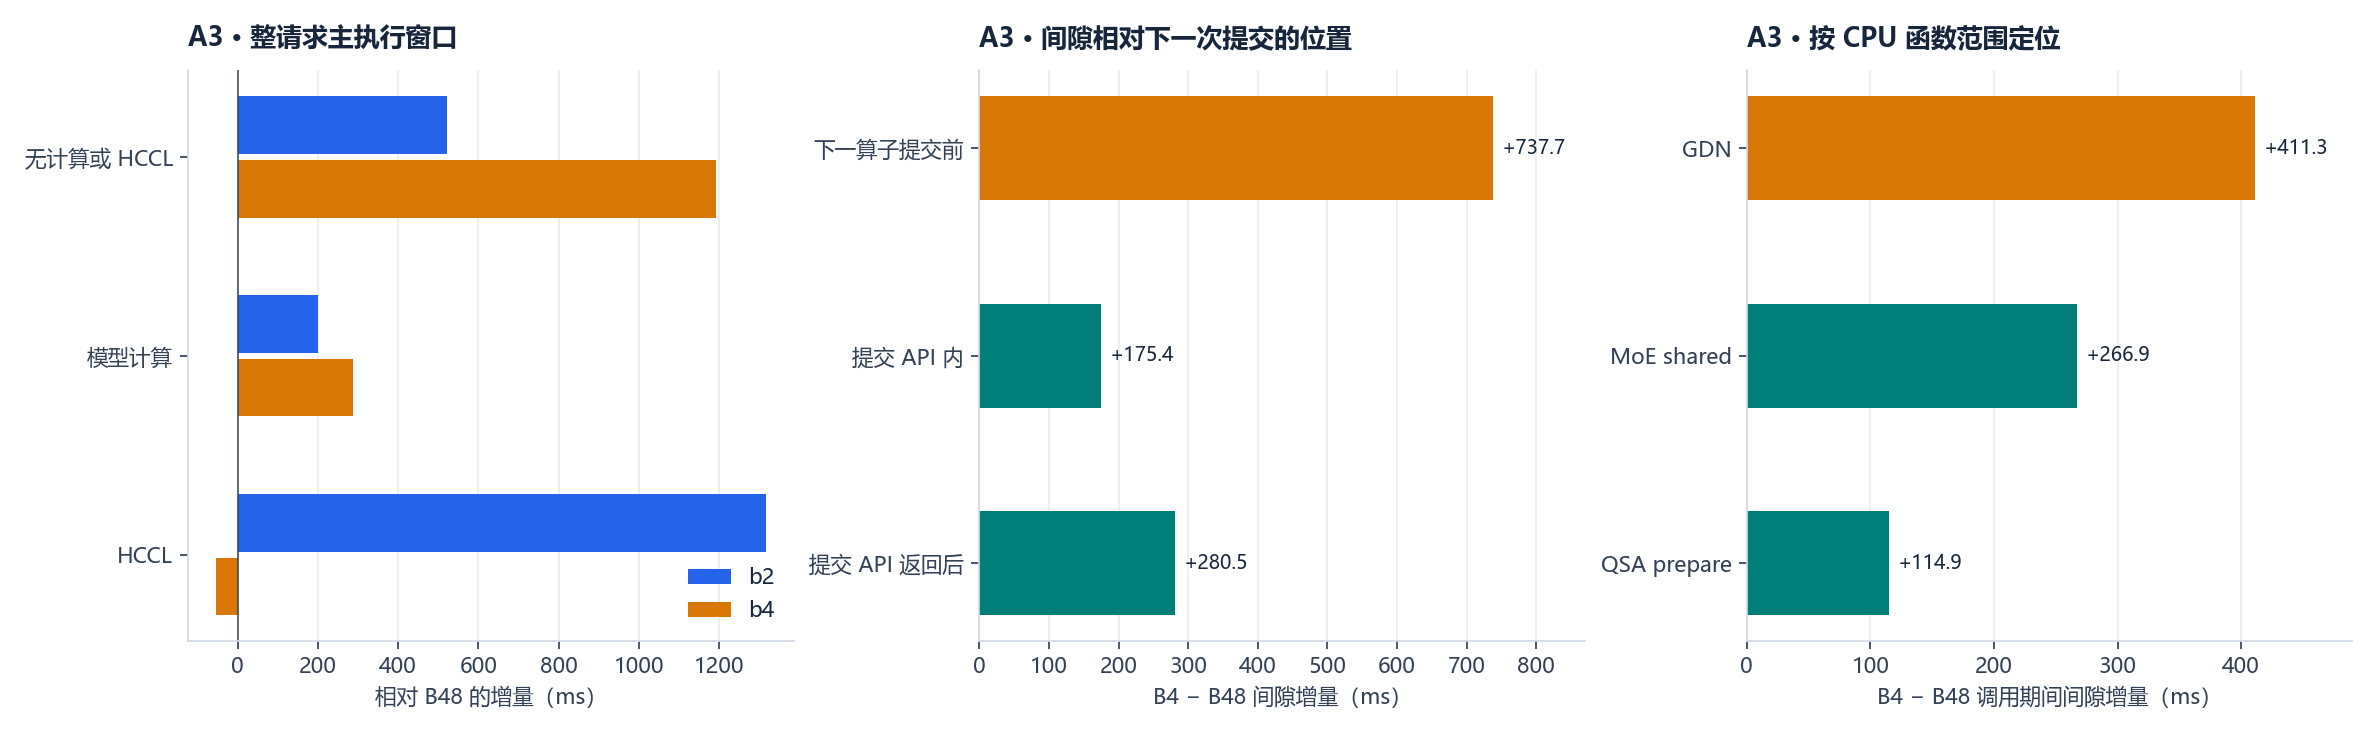 A3 • 整请求主执行窗口
无计算或 HCCL
模型计算
HCCL
b2
b4
0 200 400 600 800 1000 1200
相对 B48 的增量（ms）
A3 • 间隙相对下一次提交的位置
下一算子提交前
+737.7
提交 API 内
+175.4
提交 API 返回后
+280.5
0 100 200 300 400 500 600 700 800
B4 − B48 间隙增量（ms）
A3 • 按 CPU 函数范围定位
GDN
+411.3
MoE shared
+266.9
QSA prepare
+114.9
0 100 200 300 400
B4 − B48 调用期间间隙增量（ms）